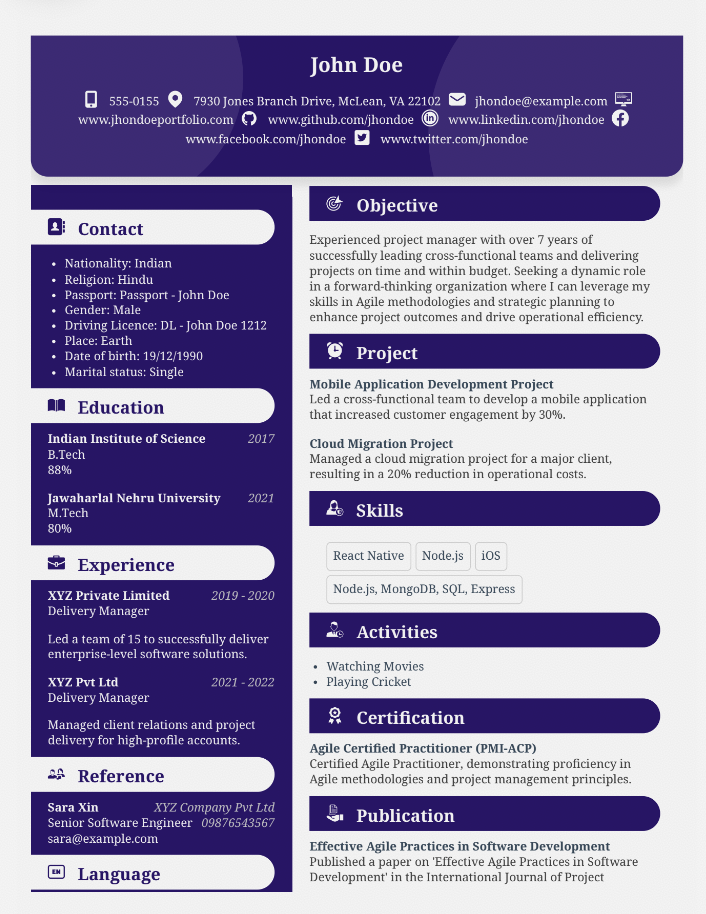 John Doe
555-0155 7930 Jones Branch Drive, McLean, VA 22102 jhondoe@example.com
www.jhondoeportfolio.com www.github.com/jhondoe www.linkedin.com/jhondoe
www.facebook.com/jhondoe www.twitter.com/jhondoe
Contact
• Nationality: Indian
• Religion: Hindu
• Passport: Passport - John Doe
• Gender: Male
• Driving Licence: DL - John Doe 1212
• Place: Earth
• Date of birth: 19/12/1990
• Marital status: Single
Education
Indian Institute of Science 2017
B.Tech
88%
Jawaharlal Nehru University 2021
M.Tech
80%
Experience
XYZ Private Limited 2019 - 2020
Delivery Manager
Led a team of 15 to successfully deliver
enterprise-level software solutions.
XYZ Pvt Ltd 2021 - 2022
Delivery Manager
Managed client relations and project
delivery for high-profile accounts.
Reference
Sara Xin XYZ Company Pvt Ltd
Senior Software Engineer 09876543567
sara@example.com
EN Language
Objective
Experienced project manager with over 7 years of
successfully leading cross-functional teams and delivering
projects on time and within budget. Seeking a dynamic role
in a forward-thinking organization where I can leverage my
skills in Agile methodologies and strategic planning to
enhance project outcomes and drive operational efficiency.
Project
Mobile Application Development Project
Led a cross-functional team to develop a mobile application
that increased customer engagement by 30%.
Cloud Migration Project
Managed a cloud migration project for a major client,
resulting in a 20% reduction in operational costs.
Skills
React Native Node.js iOS
Node.js, MongoDB, SQL, Express
Activities
• Watching Movies
• Playing Cricket
Certification
Agile Certified Practitioner (PMI-ACP)
Certified Agile Practitioner, demonstrating proficiency in
Agile methodologies and project management principles.
Publication
Effective Agile Practices in Software Development
Published a paper on 'Effective Agile Practices in Software
Development' in the International Journal of Project